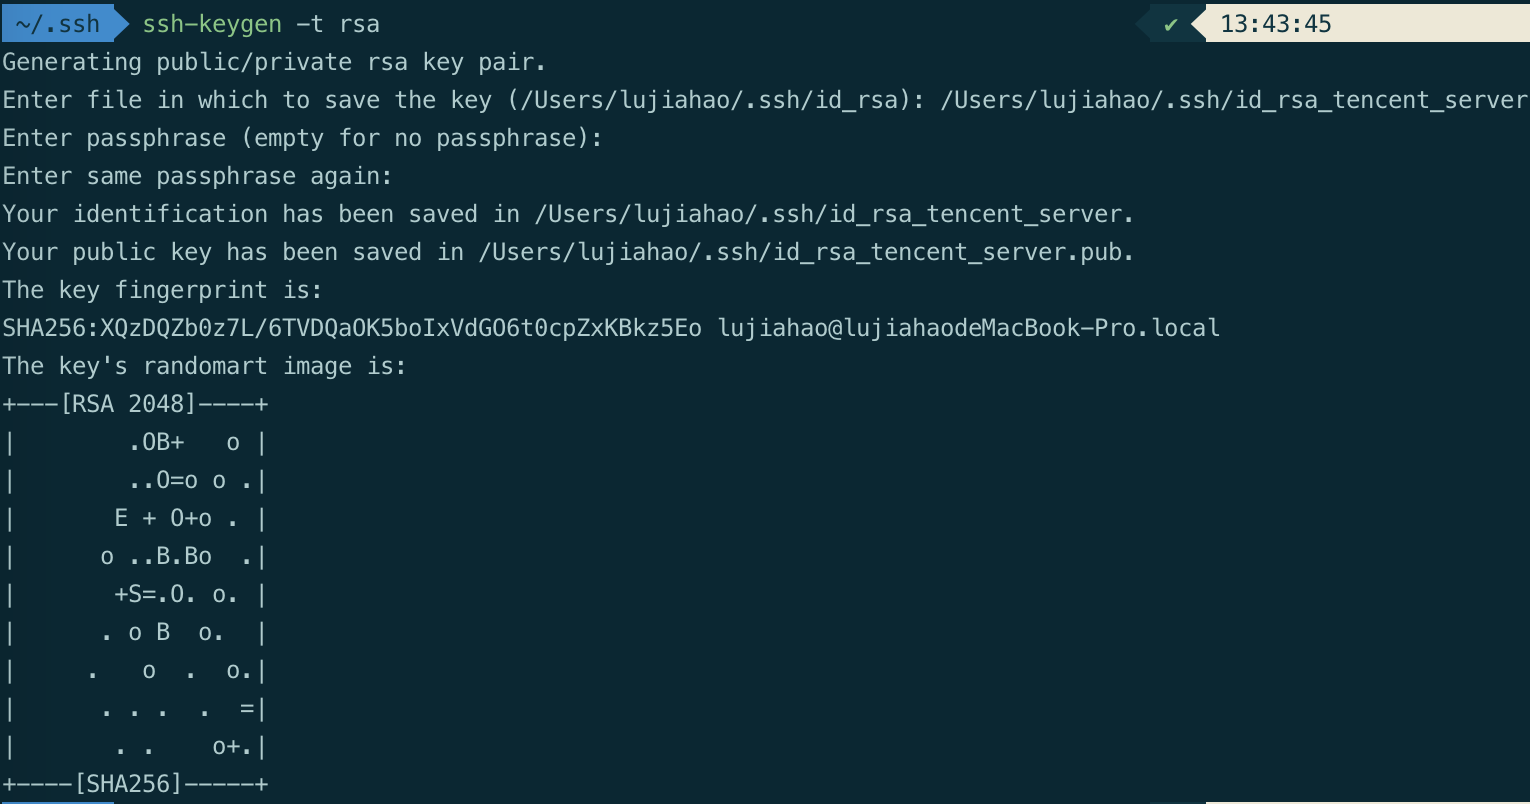 ~/.ssh ssh-keygen -t rsa ✔ 13:43:45
Generating public/private rsa key pair.
Enter file in which to save the key (/Users/lujiahao/.ssh/id_rsa): /Users/lujiahao/.ssh/id_rsa_tencent_server
Enter passphrase (empty for no passphrase):
Enter same passphrase again:
Your identification has been saved in /Users/lujiahao/.ssh/id_rsa_tencent_server.
Your public key has been saved in /Users/lujiahao/.ssh/id_rsa_tencent_server.pub.
The key fingerprint is:
SHA256:XQzDQZb0z7L/6TVDQaOK5boIxVdGO6t0cpZxKBkz5Eo lujiahao@lujiahaodeMacBook-Pro.local
The key's randomart image is:
+---[RSA 2048]----+
|        .OB+   o |
|        ..O=o o .|
|       E + O+o . |
|      o ..B.Bo  .|
|       +S=.O. o. |
|      . o B  o.  |
|     .   o  .  o.|
|      . . .  .  =|
|       . .    o+.|
+----[SHA256]-----+